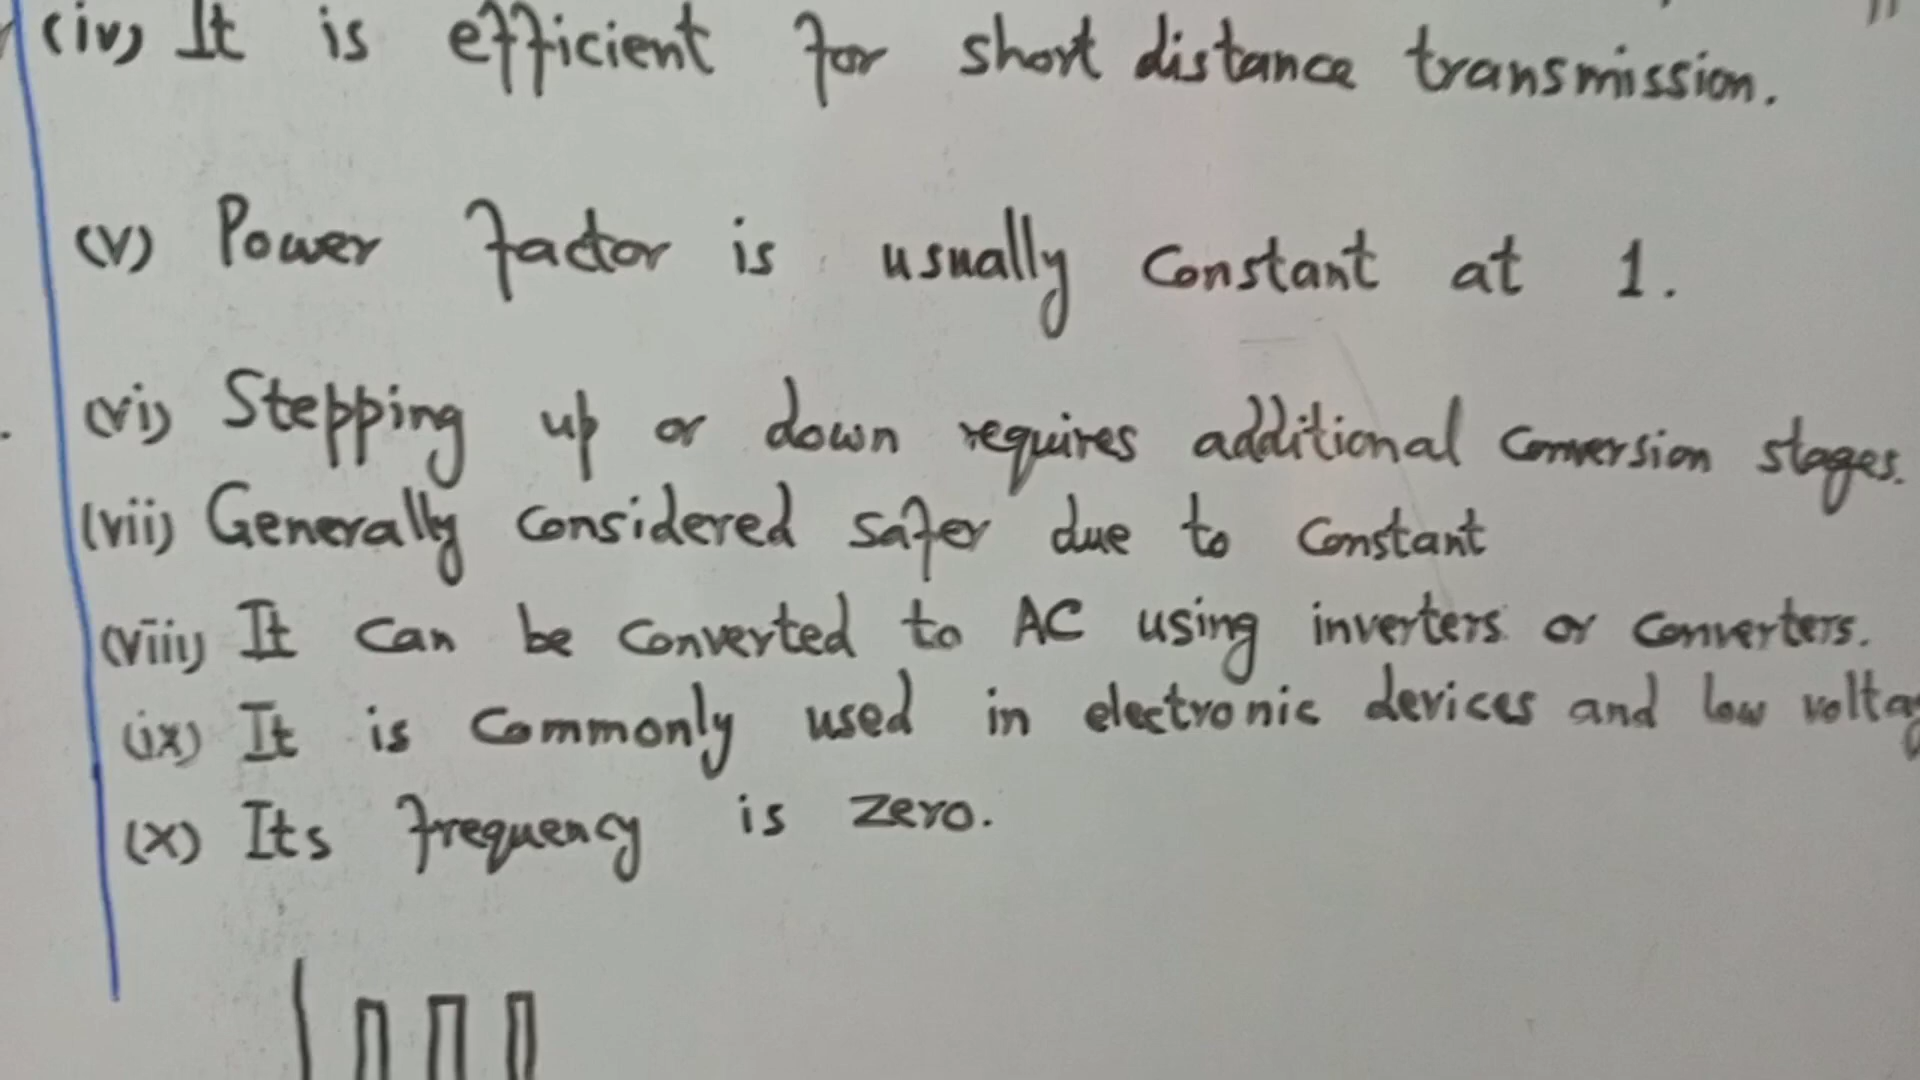 (iv) It is efficient for short distance transmission.
(v) Power factor is usually constant at 1.
(vi) Stepping up or down requires additional conversion stages.
(vii) Generally considered safer due to constant
(viii) It can be converted to AC using inverters or converters.
(ix) It is commonly used in electronic devices and low voltag
(x) Its frequency is zero.